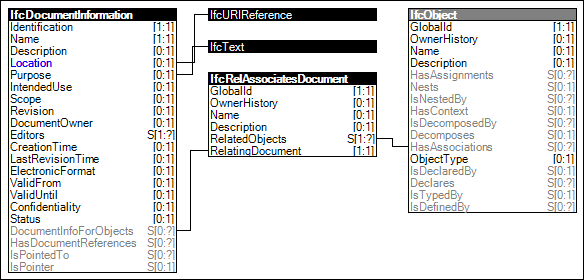 IfcDocumentInformation
Identification [1:1]
Name [1:1]
Description [0:1]
Location [0:1]
Purpose [0:1]
IntendedUse [0:1]
Scope [0:1]
Revision [0:1]
DocumentOwner [0:1]
Editors S[1:?]
CreationTime [0:1]
LastRevisionTime [0:1]
ElectronicFormat [0:1]
ValidFrom [0:1]
ValidUntil [0:1]
Confidentiality [0:1]
Status [0:1]
DocumentInfoForObjects S[0:?]
HasDocumentReferences S[0:?]
IsPointedTo S[0:?]
IsPointer S[0:?]
IfcURIReference
IfcText
IfcRelAssociatesDocument
GlobalId [1:1]
OwnerHistory [0:1]
Name [0:1]
Description [0:1]
RelatedObjects S[1:?]
RelatingDocument [1:1]
IfcObject
GlobalId [1:1]
OwnerHistory [0:1]
Name [0:1]
Description [0:1]
HasAssignments S[0:?]
Nests S[0:1]
IsNestedBy S[0:?]
HasContext S[0:1]
IsDecomposedBy S[0:?]
Decomposes S[0:1]
HasAssociations S[0:?]
ObjectType [0:1]
IsDeclaredBy S[0:1]
Declares S[0:?]
IsTypedBy S[0:1]
IsDefinedBy S[0:?]